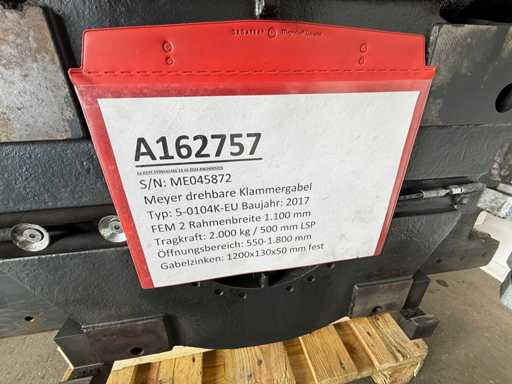 A162757
S/N: ME045872
Meyer drehbare Klammergabel
Typ: 5-0104K-EU Baujahr: 2017
FEM 2 Rahmenbreite 1.100 mm
Tragkraft: 2.000 kg / 500 mm LSP
Öffnungsbereich: 550-1.800 mm
Gabelzinken: 1200x130x50 mm fest